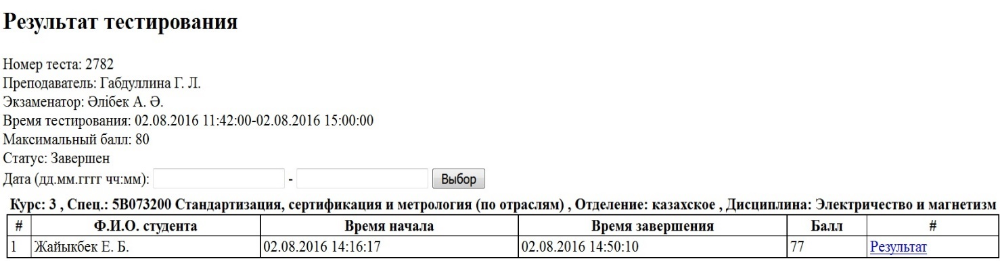 Результат тестирования
Номер теста: 2782
Преподаватель: Габдуллина Г. Л.
Экзаменатор: Әлібек А. Ә.
Время тестирования: 02.08.2016 11:42:00-02.08.2016 15:00:00
Максимальный балл: 80
Статус: Завершен
Дата (дд.мм.гггг чч:мм): - Выбор
Курс: 3 , Спец.: 5B073200 Стандартизация, сертификация и метрология (по отраслям) , Отделение: казахское , Дисциплина: Электричество и магнетизм
# Ф.И.О. студента Время начала Время завершения Балл #
1 Жайыкбек Е. Б. 02.08.2016 14:16:17 02.08.2016 14:50:10 77 Результат